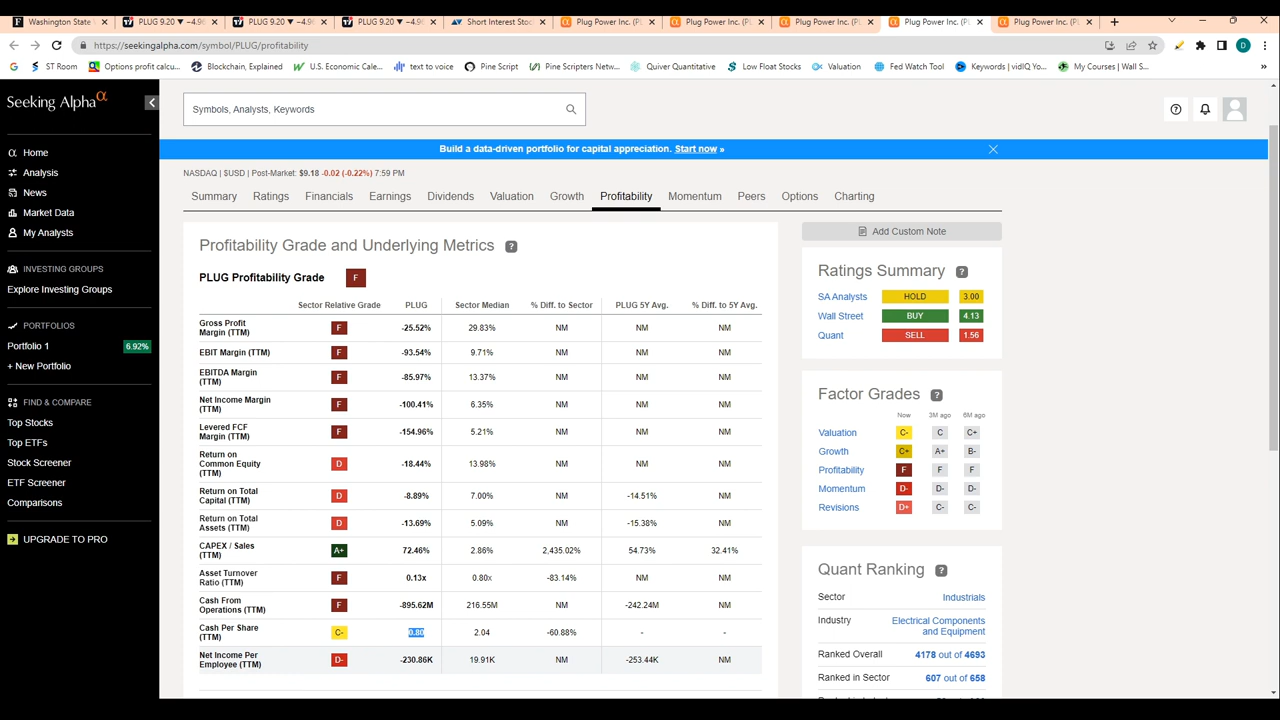 Washington State L
PLUG 9.20 ▼ −4.96
PLUG 9.20 ▼ −4.96
PLUG 9.20 ▼ −4.96
Short Interest Stoc
Plug Power Inc. (P
Plug Power Inc. (P
Plug Power Inc. (P
Plug Power Inc. (P
Plug Power Inc. (P
https://seekingalpha.com/symbol/PLUG/profitability
D
ST Room
Options profit calcu...
Blockchain, Explained
U.S. Economic Cale...
text to voice
Pine Script
Pine Scripters Netw...
Quiver Quantitative
Low Float Stocks
Valuation
Fed Watch Tool
Keywords | vidIQ Yo...
My Courses | Wall S...
»
Seeking Alpha α
Home
Analysis
News
Market Data
My Analysts
INVESTING GROUPS
Explore Investing Groups
PORTFOLIOS
Portfolio 1 6.92%
+ New Portfolio
FIND & COMPARE
Top Stocks
Top ETFs
Stock Screener
ETF Screener
Comparisons
UPGRADE TO PRO
Symbols, Analysts, Keywords
Build a data-driven portfolio for capital appreciation. Start now »
NASDAQ | $USD | Post-Market: $9.18 -0.02 (-0.22%) 7:59 PM
Summary Ratings Financials Earnings Dividends Valuation Growth Profitability Momentum Peers Options Charting
Profitability Grade and Underlying Metrics ?
PLUG Profitability Grade F
Sector Relative Grade PLUG Sector Median % Diff. to Sector PLUG 5Y Avg. % Diff. to 5Y Avg.
Gross Profit
Margin (TTM) F -25.52% 29.83% NM NM NM
EBIT Margin (TTM) F -93.54% 9.71% NM NM NM
EBITDA Margin
(TTM) F -85.97% 13.37% NM NM NM
Net Income Margin
(TTM) F -100.41% 6.35% NM NM NM
Levered FCF
Margin (TTM) F -154.96% 5.21% NM NM NM
Return on
Common Equity
(TTM) D -18.44% 13.98% NM NM NM
Return on Total
Capital (TTM) D -8.89% 7.00% NM -14.51% NM
Return on Total
Assets (TTM) D -13.69% 5.09% NM -15.38% NM
CAPEX / Sales
(TTM) A+ 72.46% 2.86% 2,435.02% 54.73% 32.41%
Asset Turnover
Ratio (TTM) F 0.13x 0.80x -83.14% NM NM
Cash From
Operations (TTM) F -895.62M 216.55M NM -242.24M NM
Cash Per Share
(TTM) C- 0.80 2.04 -60.88% - -
Net Income Per
Employee (TTM) D- -230.86K 19.91K NM -253.44K NM
Add Custom Note
Ratings Summary ?
SA Analysts HOLD 3.00
Wall Street BUY 4.13
Quant SELL 1.56
Factor Grades ?
Now 3M ago 6M ago
Valuation C- C C+
Growth C+ A+ B-
Profitability F F F
Momentum D- D- D-
Revisions D+ C- C-
Quant Ranking ?
Sector Industrials
Industry Electrical Components
and Equipment
Ranked Overall 4178 out of 4693
Ranked in Sector 607 out of 658